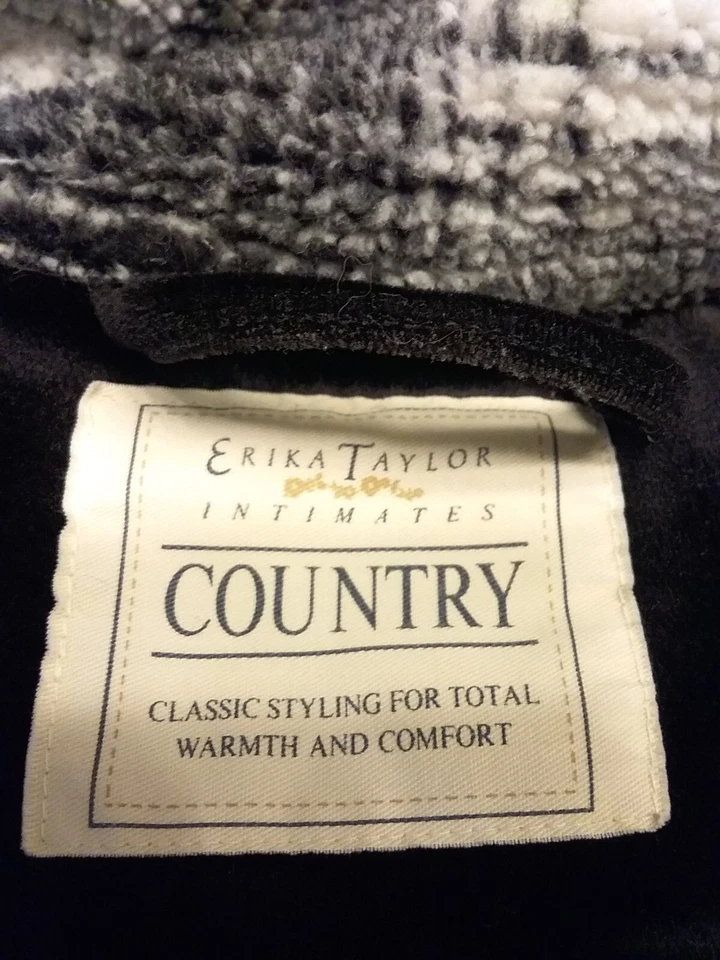 ERIKA TAYLOR
INTIMATES
COUNTRY
CLASSIC STYLING FOR TOTAL
WARMTH AND COMFORT